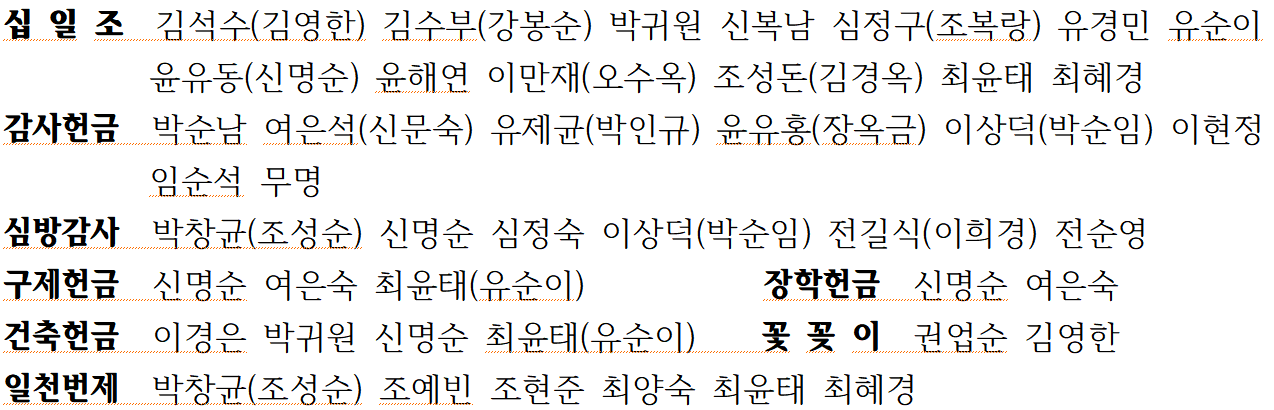 십 일 조 김석수(김영한) 김수부(강봉순) 박귀원 신복남 심정구(조복랑) 유경민 유순이
윤유동(신명순) 윤해연 이만재(오수옥) 조성돈(김경옥) 최윤태 최혜경
감사헌금 박순남 여은석(신문숙) 유제균(박인규) 윤유홍(장옥금) 이상덕(박순임) 이현정
임순석 무명
심방감사 박창균(조성순) 신명순 심정숙 이상덕(박순임) 전길식(이희경) 전순영
구제헌금 신명순 여은숙 최윤태(유순이) 장학헌금 신명순 여은숙
건축헌금 이경은 박귀원 신명순 최윤태(유순이) 꽃 꽂 이 권업순 김영한
일천번제 박창균(조성순) 조예빈 조현준 최양숙 최윤태 최혜경